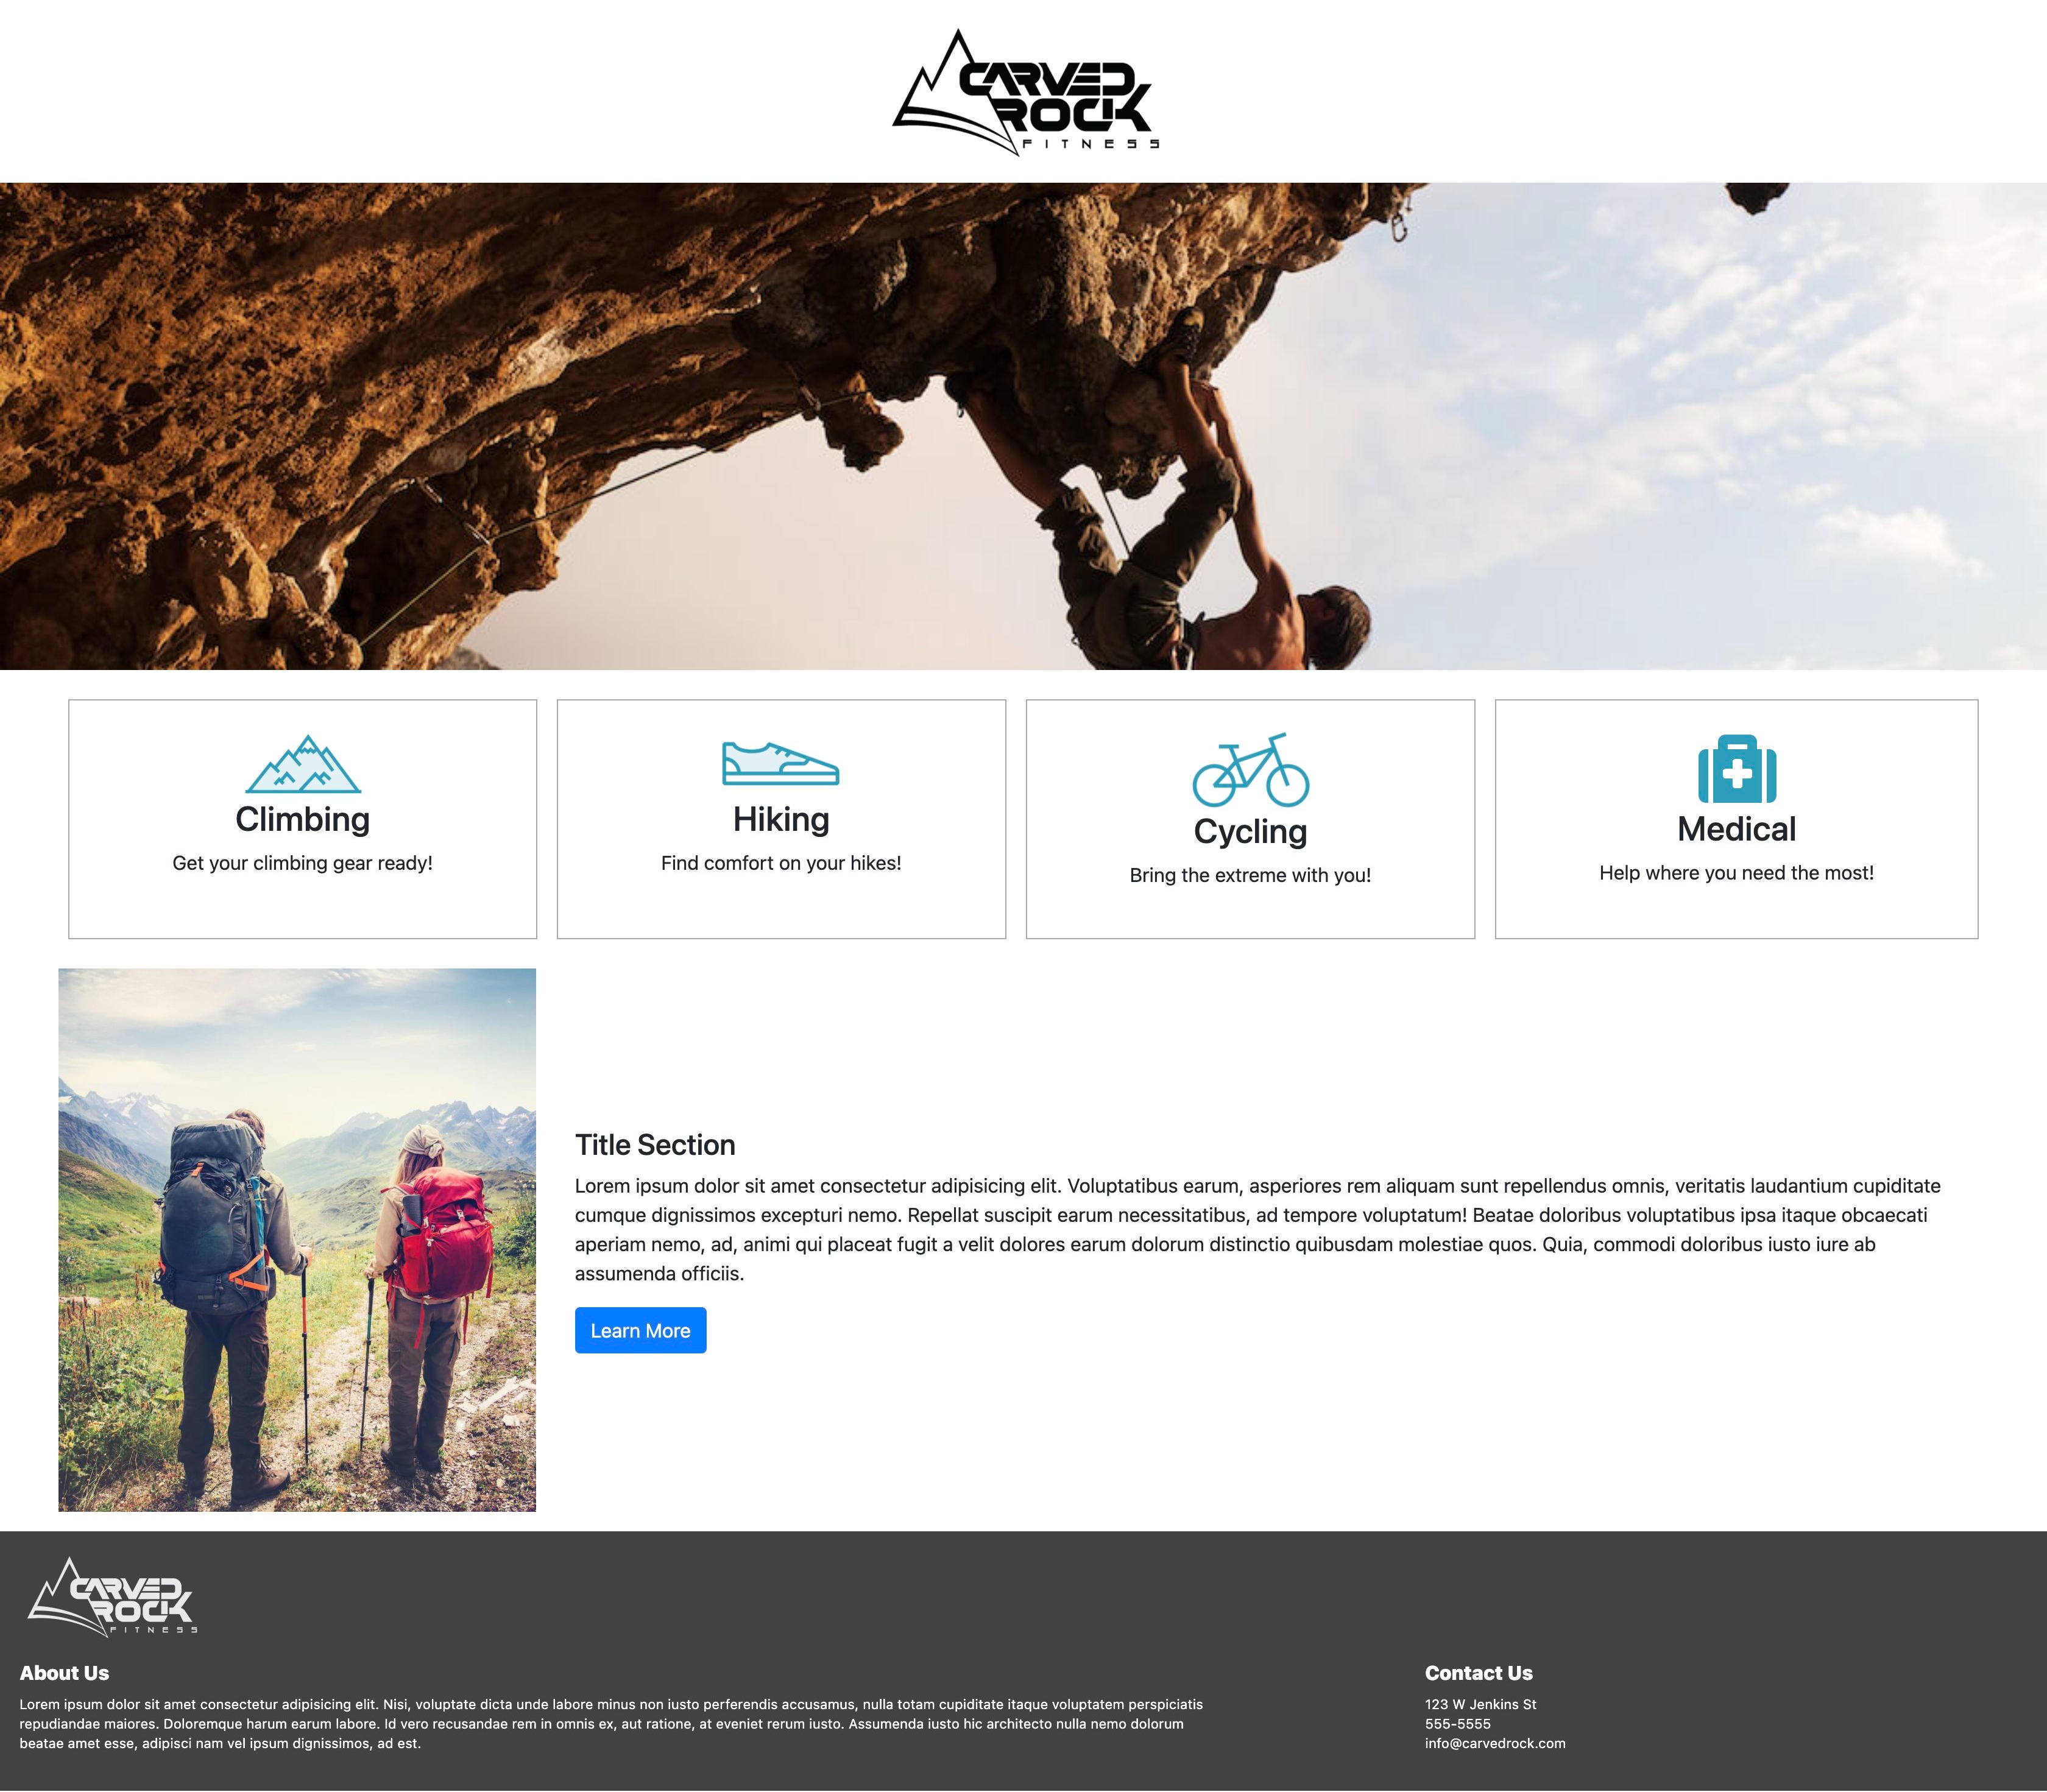 CARVED
ROCK
FITNESS
Climbing
Get your climbing gear ready!
Hiking
Find comfort on your hikes!
Cycling
Bring the extreme with you!
Medical
Help where you need the most!
Title Section
Lorem ipsum dolor sit amet consectetur adipisicing elit. Voluptatibus earum, asperiores rem aliquam sunt repellendus omnis, veritatis laudantium cupiditate
cumque dignissimos excepturi nemo. Repellat suscipit earum necessitatibus, ad tempore voluptatum! Beatae doloribus voluptatibus ipsa itaque obcaecati
aperiam nemo, ad, animi qui placeat fugit a velit dolores earum dolorum distinctio quibusdam molestiae quos. Quia, commodi doloribus iusto iure ab
assumenda officiis.
Learn More
CARVED
ROCK
FITNESS
About Us
Lorem ipsum dolor sit amet consectetur adipisicing elit. Nisi, voluptate dicta unde labore minus non iusto perferendis accusamus, nulla totam cupiditate itaque voluptatem perspiciatis
repudiandae maiores. Doloremque harum earum labore. Id vero recusandae rem in omnis ex, aut ratione, at eveniet rerum iusto. Assumenda iusto hic architecto nulla nemo dolorum
beatae amet esse, adipisci nam vel ipsum dignissimos, ad est.
Contact Us
123 W Jenkins St
555-5555
info@carvedrock.com